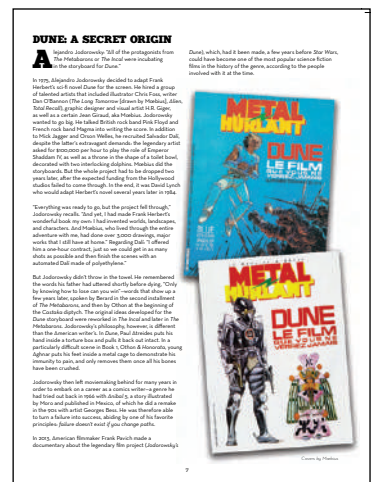 DUNE: A SECRET ORIGIN
Alejandro Jodorowsky: "All of the protagonists from
The Metabarons or The Incal were incubating
in the storyboard for Dune."
In 1975, Alejandro Jodorowsky decided to adapt Frank
Herbert's sci-fi novel Dune for the screen. He hired a group
of talented artists that included illustrator Chris Foss, writer
Dan O'Bannon (The Long Tomorrow [drawn by Mœbius], Alien,
Total Recall), graphic designer and visual artist H.R. Giger,
as well as a certain Jean Giraud, aka Mœbius. Jodorowsky
wanted to go big. He talked British rock band Pink Floyd and
French rock band Magma into writing the score. In addition
to Mick Jagger and Orson Welles, he recruited Salvador Dalí,
despite the latter's extravagant demands: the legendary artist
asked for $100,000 per hour to play the role of Emperor
Shaddam IV, as well as a throne in the shape of a toilet bowl,
decorated with two interlocking dolphins. Mœbius did the
storyboards. But the whole project had to be dropped two
years later, after the expected funding from the Hollywood
studios failed to come through. In the end, it was David Lynch
who would adapt Herbert's novel several years later in 1984.
"Everything was ready to go, but the project fell through,"
Jodorowsky recalls. "And yet, I had made Frank Herbert's
wonderful book my own. I had invented worlds, landscapes,
and characters. And Mœbius, who lived through the entire
adventure with me, had done over 3,000 drawings, major
works that I still have at home." Regarding Dalí: "I offered
him a one-hour contract, just so we could get in as many
shots as possible and then finish the scenes with an
automated Dalí made of polyethylene."
But Jodorowsky didn't throw in the towel. He remembered
the words his father had uttered shortly before dying, "Only
by knowing how to lose can you win"—words that show up a
few years later, spoken by Berard in the second installment
of The Metabarons, and then by Othon at the beginning of
the Castaka diptych. The original ideas developed for the
Dune storyboard were reworked in The Incal and later in The
Metabarons. Jodorowsky's philosophy, however, is different
than the American writer's. In Dune, Paul Atreides puts his
hand inside a torture box and pulls it back out intact. In a
particularly difficult scene in Book 1, Othon & Honorata, young
Aghnar puts his feet inside a metal cage to demonstrate his
immunity to pain, and only removes them once all his bones
have been crushed.
Jodorowsky then left moviemaking behind for many years in
order to embark on a career as a comics writer—a genre he
had tried out back in 1966 with Anibal 5, a story illustrated
by Moro and published in Mexico, of which he did a remake
in the 90s with artist Georges Bess. He was therefore able
to turn a failure into success, abiding by one of his favorite
principles: failure doesn't exist if you change paths.
In 2013, American filmmaker Frank Pavich made a
documentary about the legendary film project (Jodorowsky's
Dune), which, had it been made, a few years before Star Wars,
could have become one of the most popular science fiction
films in the history of the genre, according to the people
involved with it at the time.
METAL
HURLANT
DUNE
LE FILM
QUE VOUS NE
VERREZ JAMAIS
BLUE
METAL
HURLANT
DUNE
LE FILM
QUE VOUS NE
VERREZ JAMAIS
Covers by Mœbius
7